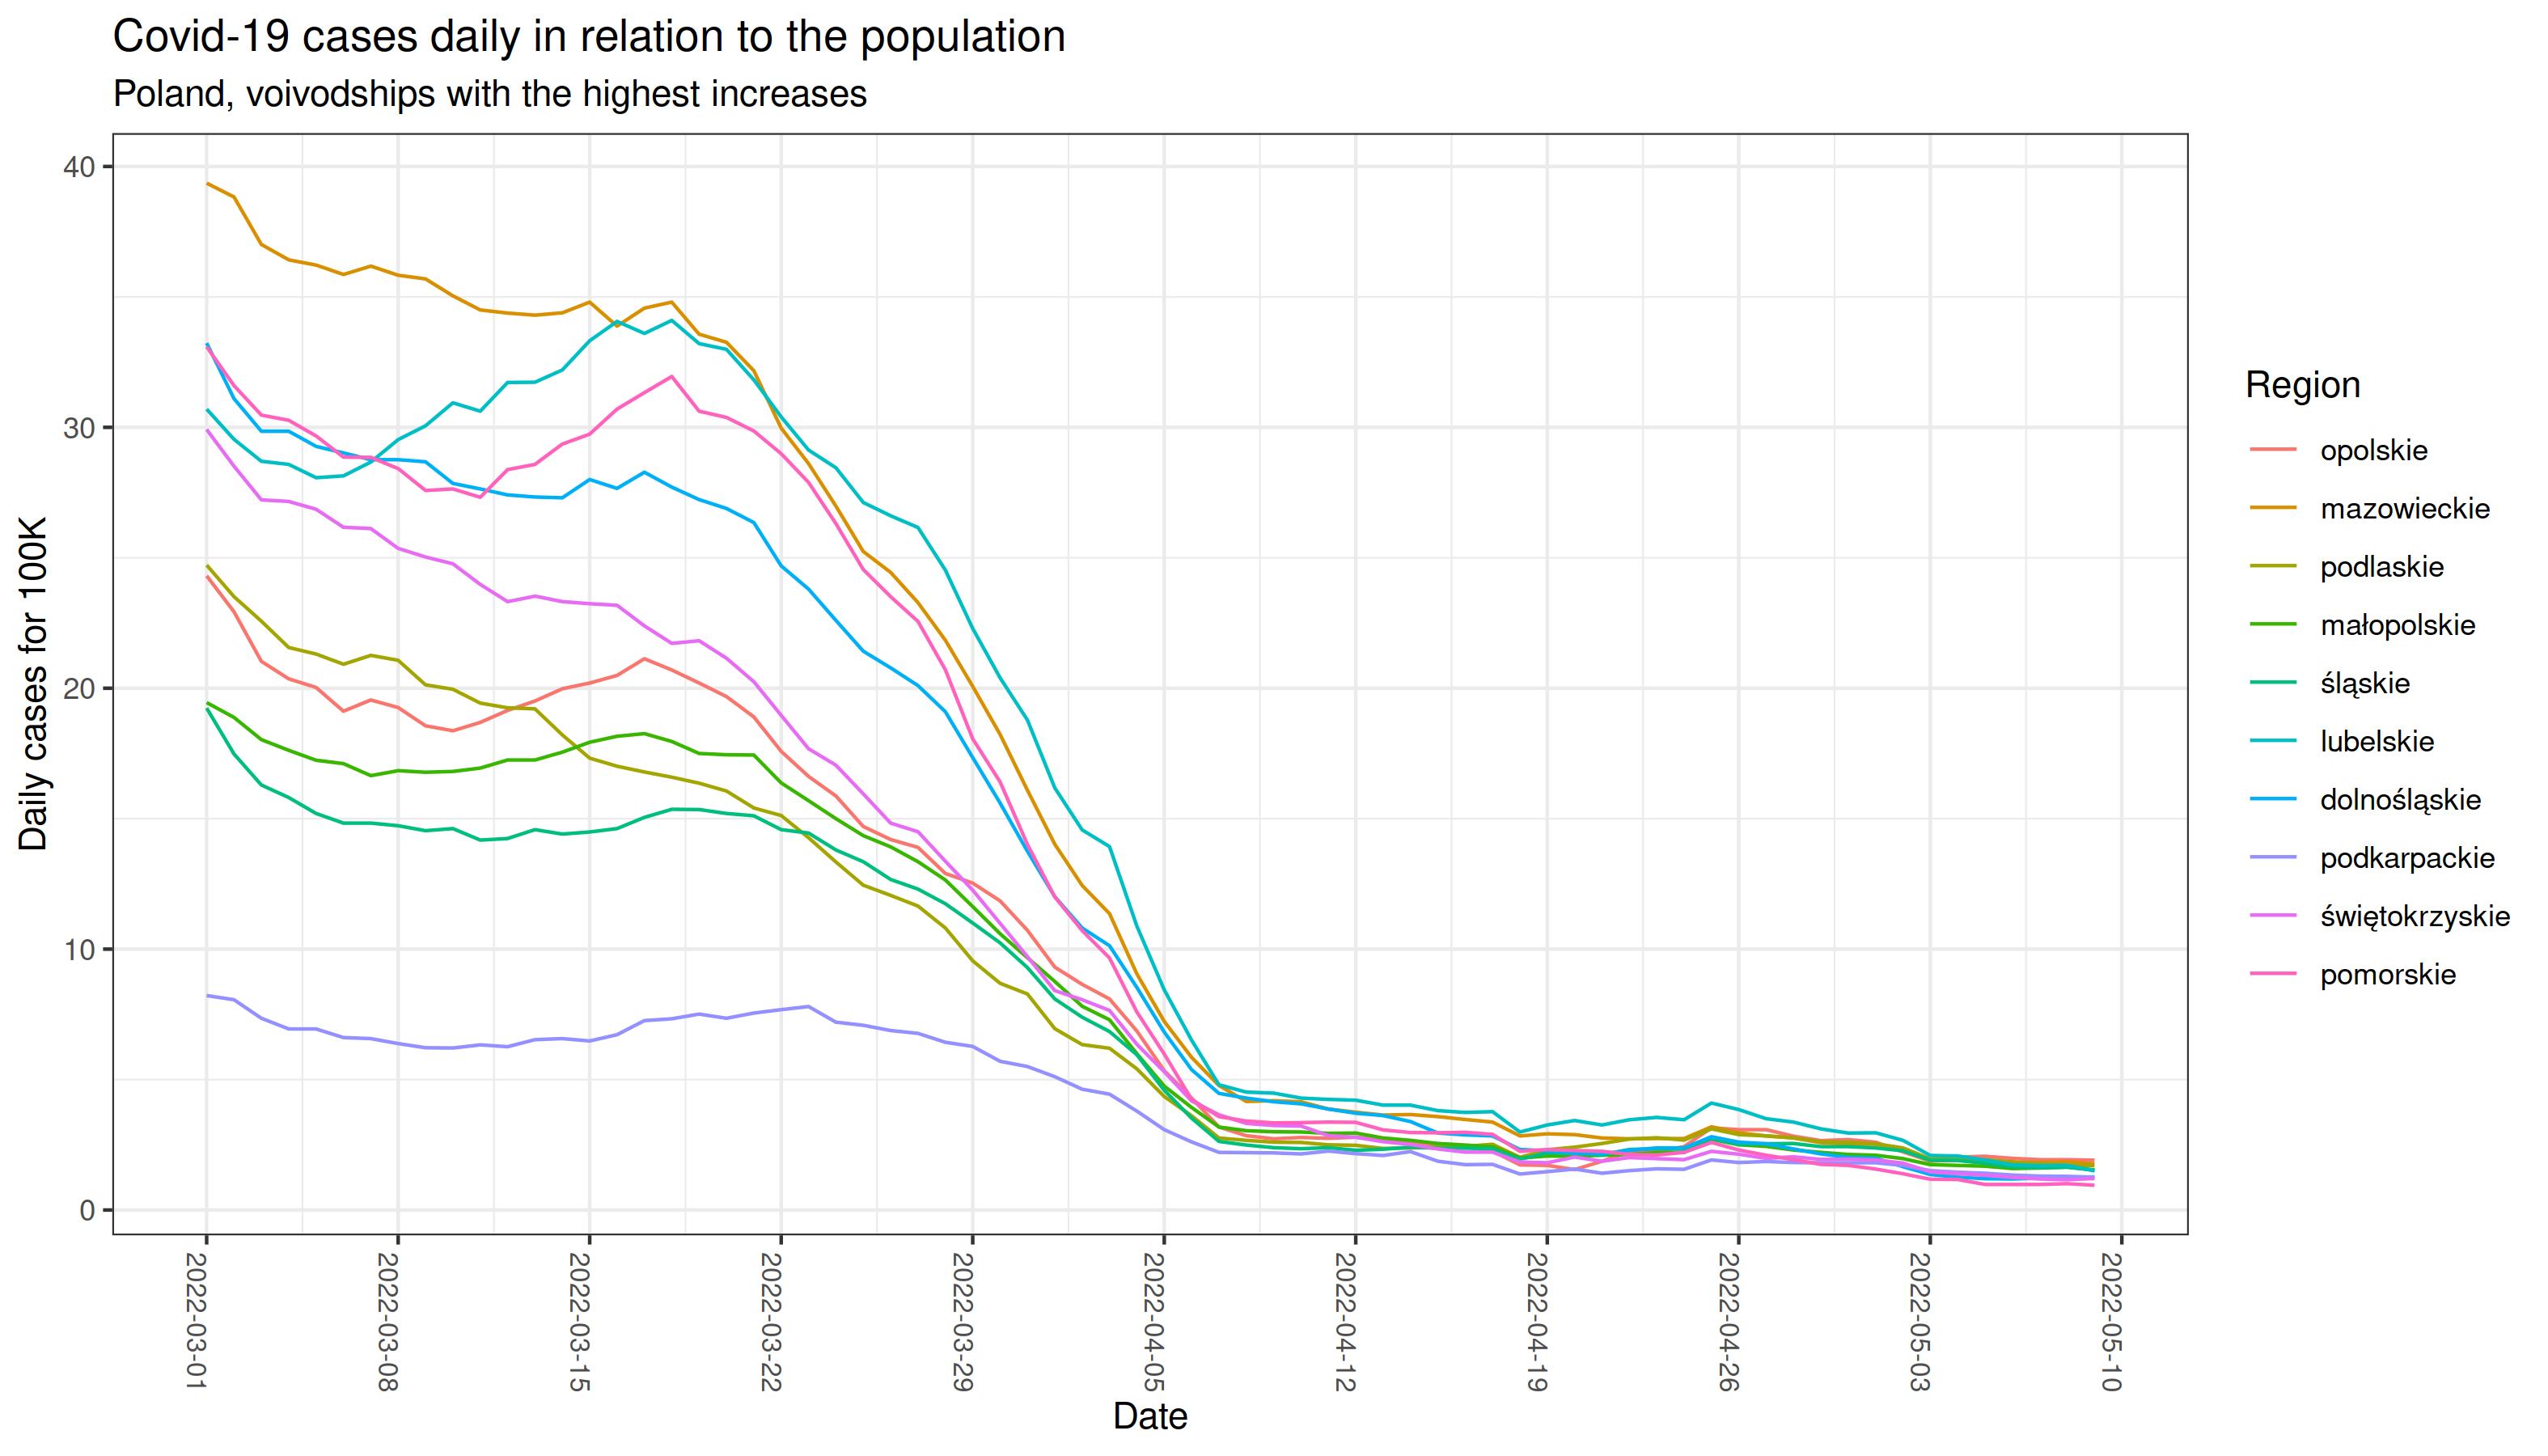 Covid-19 cases daily in relation to the population
Poland, voivodships with the highest increases
Daily cases for 100K
40
30
20
10
0
2022-03-01
2022-03-08
2022-03-15
2022-03-22
2022-03-29
2022-04-05
2022-04-12
2022-04-19
2022-04-26
2022-05-03
2022-05-10
Date
Region
opolskie
mazowieckie
podlaskie
małopolskie
śląskie
lubelskie
dolnośląskie
podkarpackie
świętokrzyskie
pomorskie